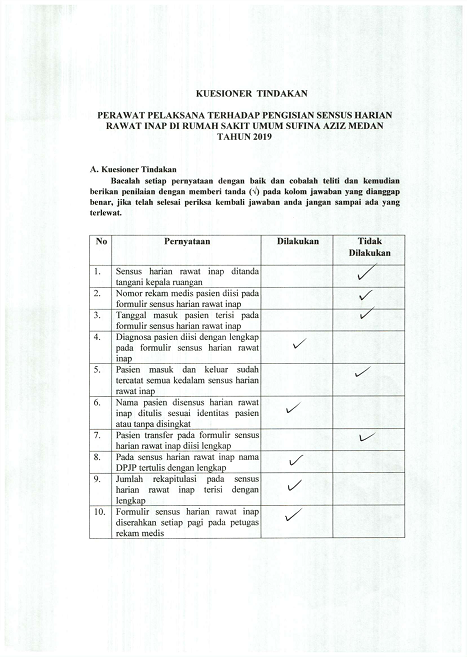 KUESIONER TINDAKAN
PERAWAT PELAKSANA TERHADAP PENGISIAN SENSUS HARIAN
RAWAT INAP DI RUMAH SAKIT UMUM SUFINA AZIZ MEDAN
TAHUN 2019
A. Kuesioner Tindakan
Bacalah setiap pernyataan dengan baik dan cobalah teliti dan kemudian
berikan penilaian dengan memberi tanda (√) pada kolom jawaban yang dianggap
benar, jika telah selesai periksa kembali jawaban anda jangan sampai ada yang
terlewat.
No Pernyataan Dilakukan Tidak
Dilakukan
1. Sensus harian rawat inap ditanda ✓
tangani kepala ruangan
2. Nomor rekam medis pasien diisi pada ✓
formulir sensus harian rawat inap
3. Tanggal masuk pasien terisi pada ✓
formulir sensus harian rawat inap
4. Diagnosa pasien diisi dengan lengkap
pada formulir sensus harian rawat ✓
inap
5. Pasien masuk dan keluar sudah ✓
tercatat semua kedalam sensus harian
rawat inap
6. Nama pasien disensus harian rawat
inap ditulis sesuai identitas pasien ✓
atau tanpa disingkat
7. Pasien transfer pada formulir sensus ✓
harian rawat inap diisi lengkap
8. Pada sensus harian rawat inap nama ✓
DPJP tertulis dengan lengkap
9. Jumlah rekapitulasi pada sensus ✓
harian rawat inap terisi dengan
lengkap
10. Formulir sensus harian rawat inap ✓
diserahkan setiap pagi pada petugas
rekam medis